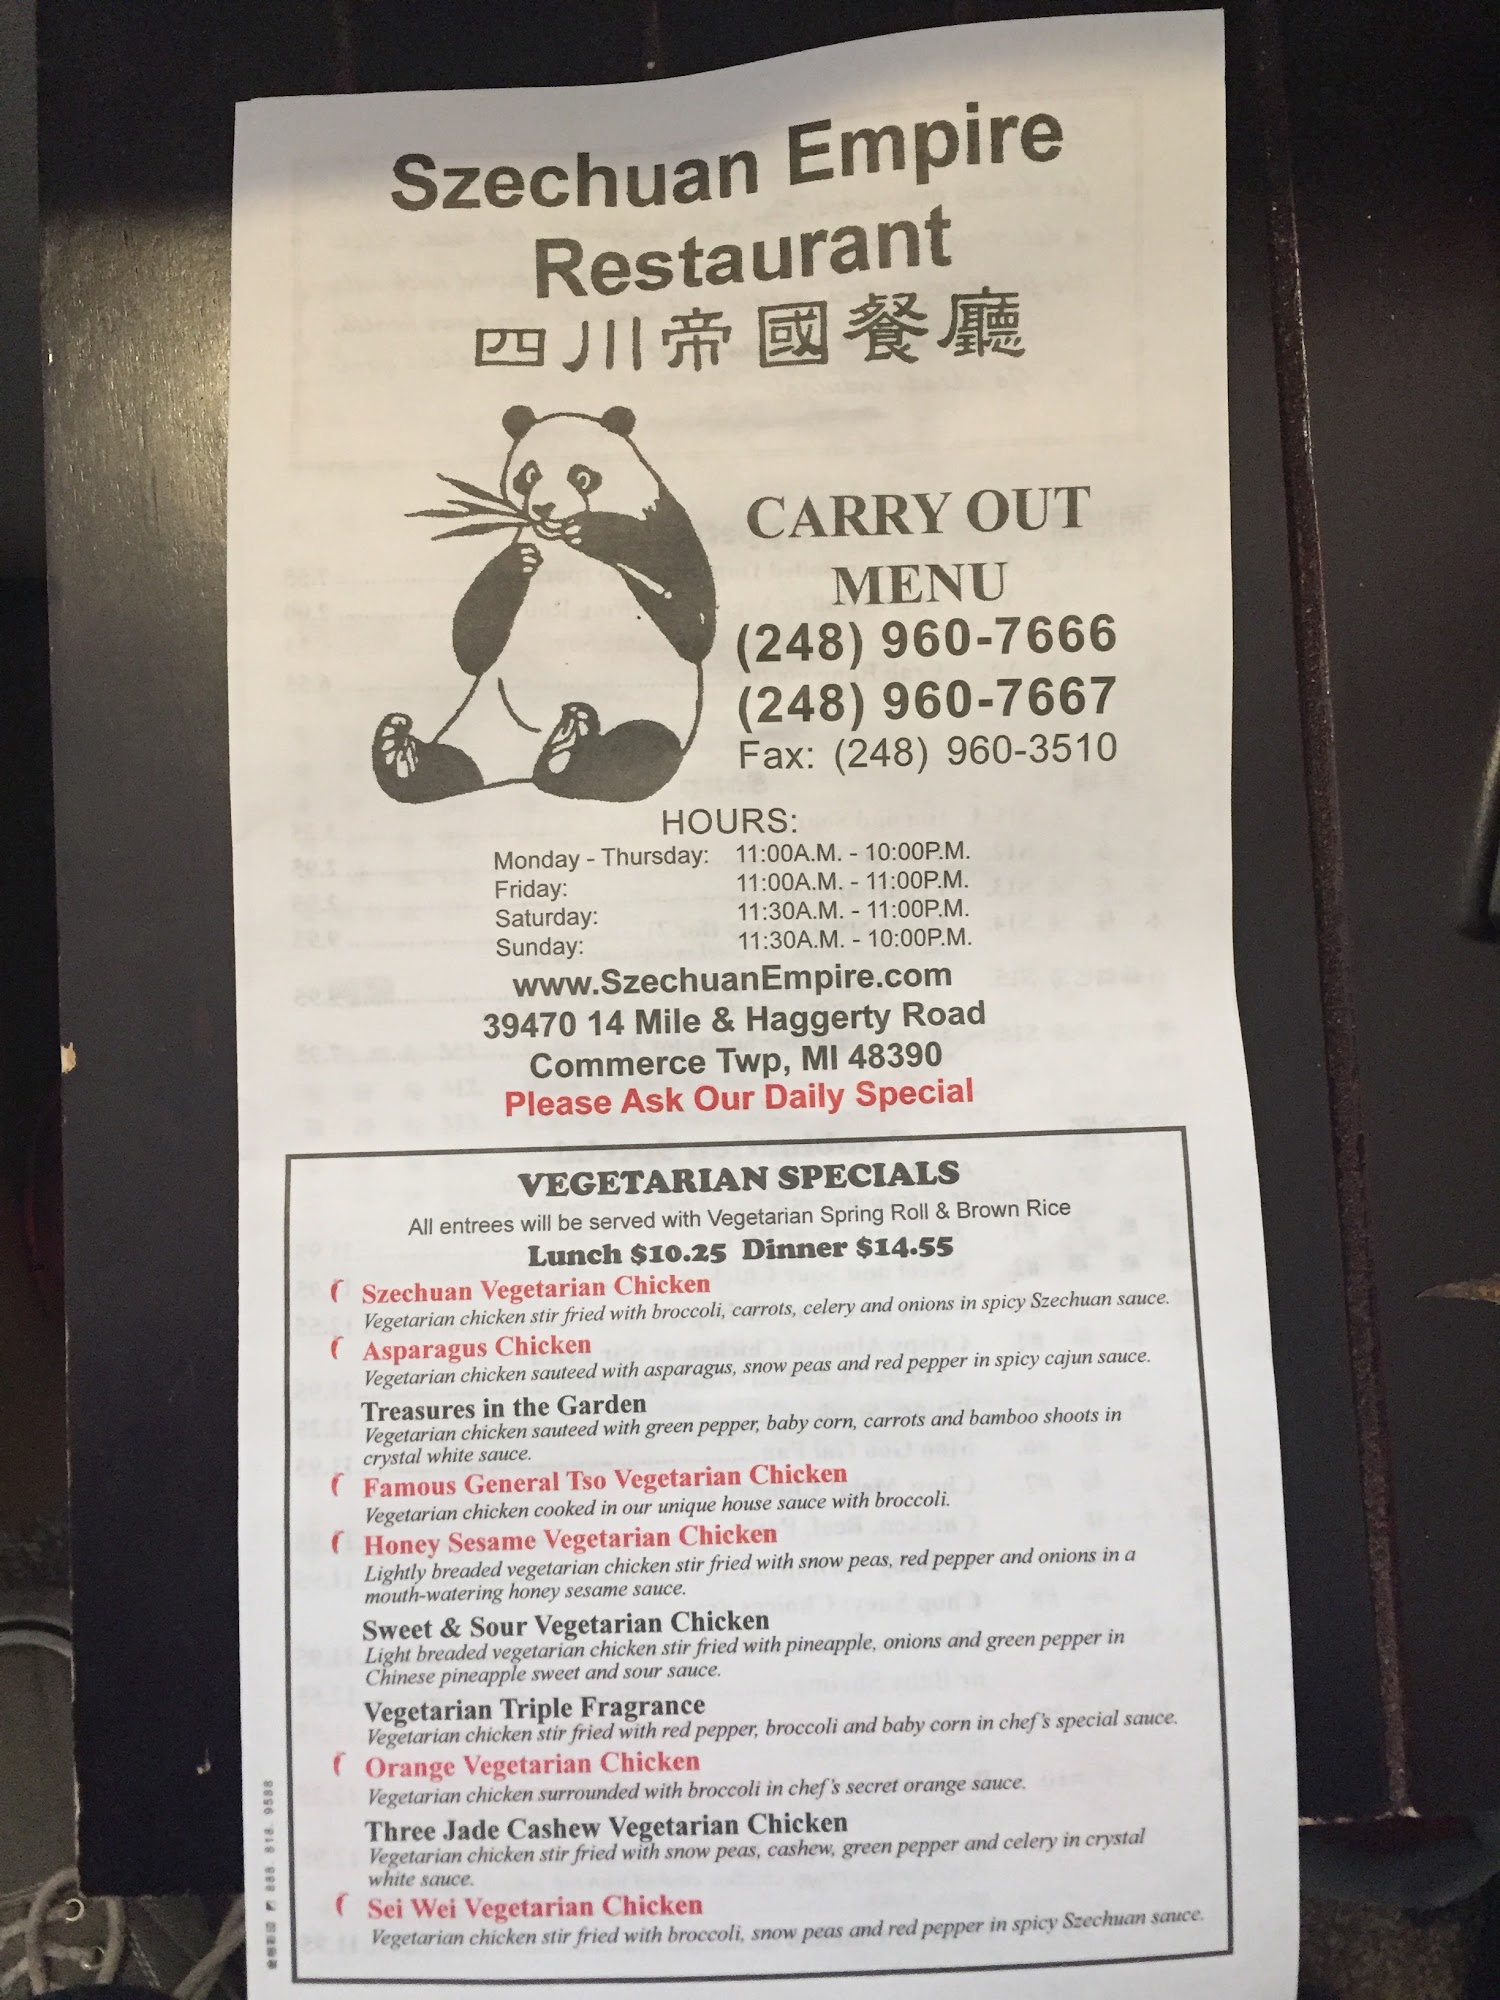 Szechuan Empire
Restaurant
四川帝國餐廳
CARRY OUT
MENU
(248) 960-7666
(248) 960-7667
Fax: (248) 960-3510
HOURS:
Monday - Thursday: 11:00A.M. - 10:00P.M.
Friday: 11:00A.M. - 11:00P.M.
Saturday: 11:30A.M. - 11:00P.M.
Sunday: 11:30A.M. - 10:00P.M.
www.SzechuanEmpire.com
39470 14 Mile & Haggerty Road
Commerce Twp, MI 48390
Please Ask Our Daily Special
VEGETARIAN SPECIALS
All entrees will be served with Vegetarian Spring Roll & Brown Rice
Lunch $10.25 Dinner $14.55
Szechuan Vegetarian Chicken
Vegetarian chicken stir fried with broccoli, carrots, celery and onions in spicy Szechuan sauce.
Asparagus Chicken
Vegetarian chicken sauteed with asparagus, snow peas and red pepper in spicy cajun sauce.
Treasures in the Garden
Vegetarian chicken sauteed with green pepper, baby corn, carrots and bamboo shoots in
crystal white sauce.
Famous General Tso Vegetarian Chicken
Vegetarian chicken cooked in our unique house sauce with broccoli.
Honey Sesame Vegetarian Chicken
Lightly breaded vegetarian chicken stir fried with snow peas, red pepper and onions in a
mouth-watering honey sesame sauce.
Sweet & Sour Vegetarian Chicken
Light breaded vegetarian chicken stir fried with pineapple, onions and green pepper in
Chinese pineapple sweet and sour sauce.
Vegetarian Triple Fragrance
Vegetarian chicken stir fried with red pepper, broccoli and baby corn in chef's special sauce.
Orange Vegetarian Chicken
Vegetarian chicken surrounded with broccoli in chef's secret orange sauce.
Three Jade Cashew Vegetarian Chicken
Vegetarian chicken stir fried with snow peas, cashew, green pepper and celery in crystal
white sauce.
Sei Wei Vegetarian Chicken
Vegetarian chicken stir fried with broccoli, snow peas and red pepper in spicy Szechuan sauce.
888. 818. 9588